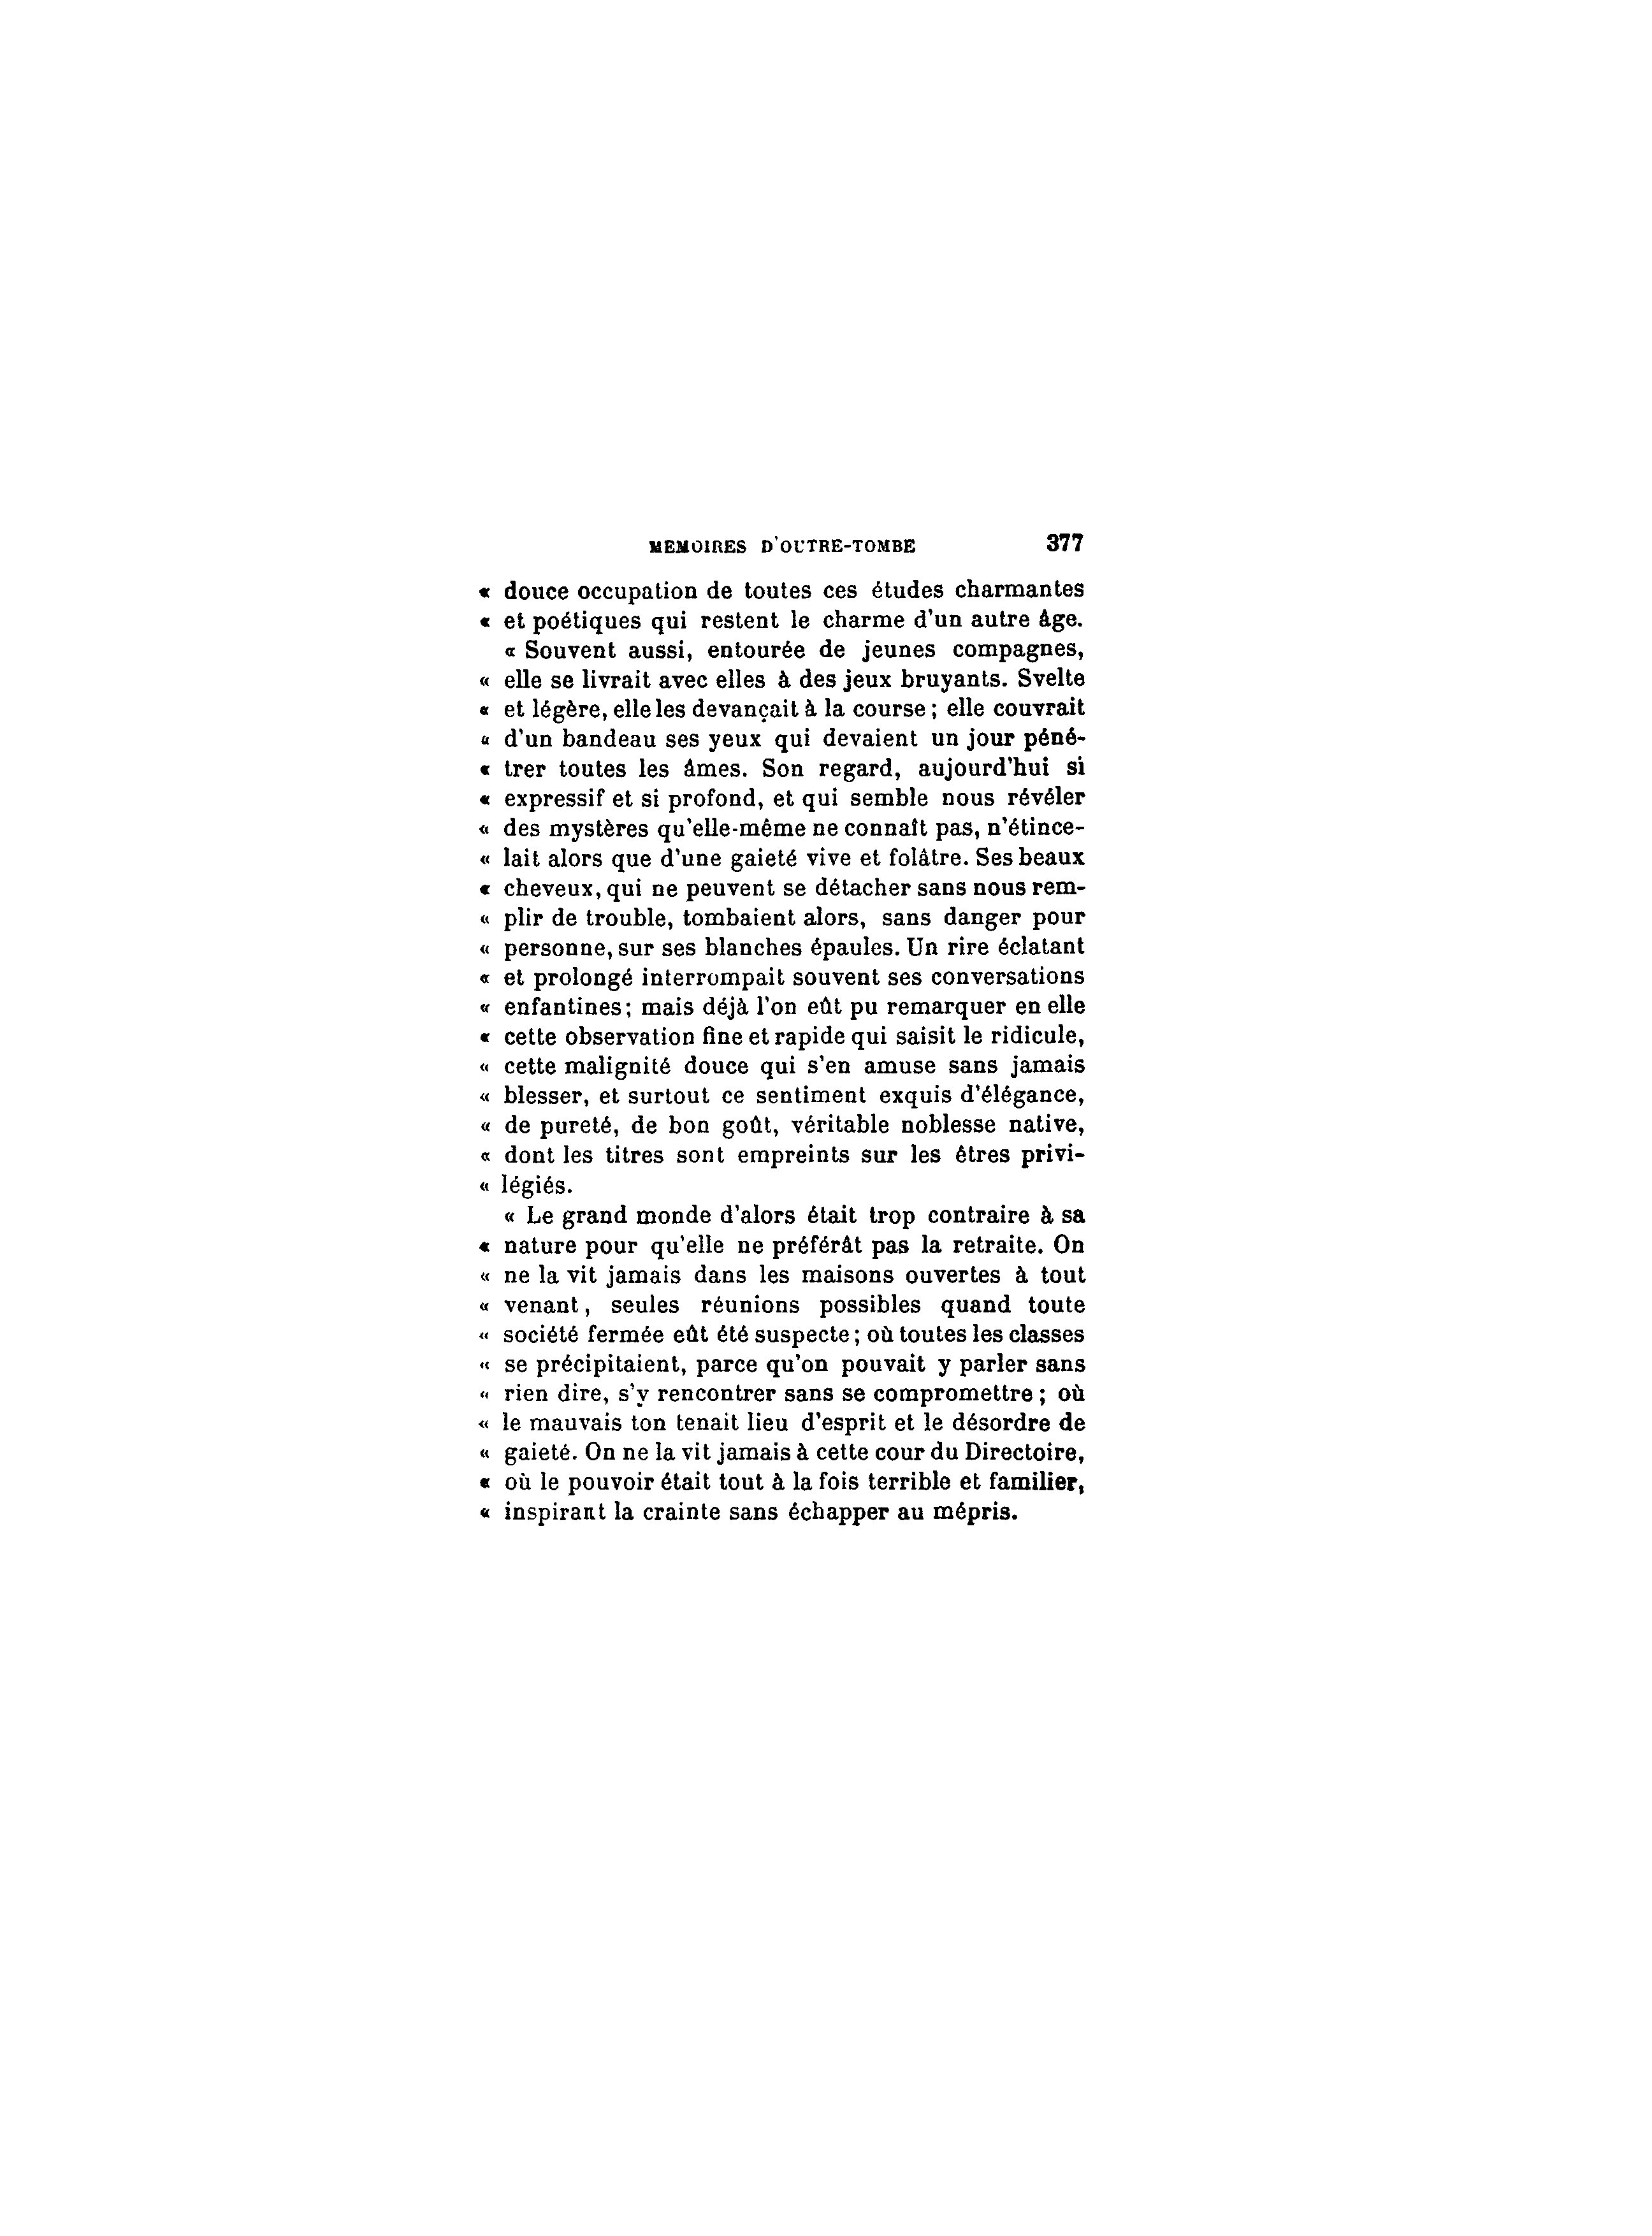 MEMOIRES D'OUTRE-TOMBE 377
« douce occupation de toutes ces études charmantes
« et poétiques qui restent le charme d'un autre âge.
« Souvent aussi, entourée de jeunes compagnes,
« elle se livrait avec elles à des jeux bruyants. Svelte
« et légère, elle les devançait à la course ; elle couvrait
« d'un bandeau ses yeux qui devaient un jour péné-
« trer toutes les âmes. Son regard, aujourd'hui si
« expressif et si profond, et qui semble nous révéler
« des mystères qu'elle-même ne connaît pas, n'étince-
« lait alors que d'une gaieté vive et folâtre. Ses beaux
« cheveux, qui ne peuvent se détacher sans nous rem-
« plir de trouble, tombaient alors, sans danger pour
« personne, sur ses blanches épaules. Un rire éclatant
« et prolongé interrompait souvent ses conversations
« enfantines ; mais déjà l'on eût pu remarquer en elle
« cette observation fine et rapide qui saisit le ridicule,
« cette malignité douce qui s'en amuse sans jamais
« blesser, et surtout ce sentiment exquis d'élégance,
« de pureté, de bon goût, véritable noblesse native,
« dont les titres sont empreints sur les êtres privi-
« légiés.
« Le grand monde d'alors était trop contraire à sa
« nature pour qu'elle ne préférât pas la retraite. On
« ne la vit jamais dans les maisons ouvertes à tout
« venant, seules réunions possibles quand toute
« société fermée eût été suspecte ; où toutes les classes
« se précipitaient, parce qu'on pouvait y parler sans
« rien dire, s'y rencontrer sans se compromettre ; où
« le mauvais ton tenait lieu d'esprit et le désordre de
« gaieté. On ne la vit jamais à cette cour du Directoire,
« où le pouvoir était tout à la fois terrible et familier,
« inspirant la crainte sans échapper au mépris.